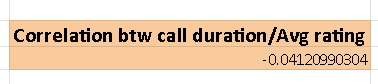 Correlation btw call duration/Avg rating
-0.04120990304